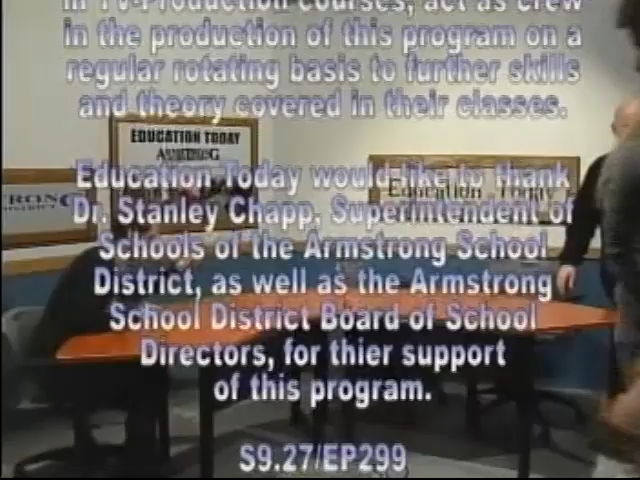 in TV-Production courses, act as crew
in the production of this program on a
regular rotating basis to further skills
and theory covered in their classes.
EDUCATION TODAY
Education Today would like to thank
Dr. Stanley Chapp, Superintendent of
Schools of the Armstrong School
District, as well as the Armstrong
School District Board of School
Directors, for thier support
of this program.
S9.27/EP299
Education Today